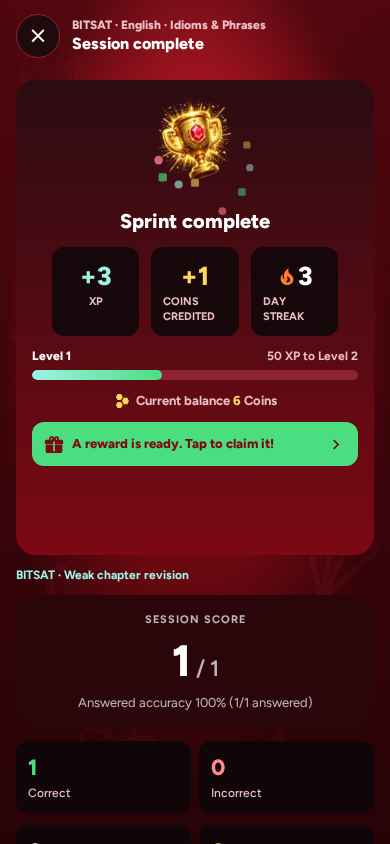 BITSAT · English · Idioms & Phrases
Session complete
Sprint complete
+3
XP
+1
COINS
CREDITED
3
DAY
STREAK
Level 1
50 XP to Level 2
Current balance 6 Coins
A reward is ready. Tap to claim it!
BITSAT · Weak chapter revision
SESSION SCORE
1 / 1
Answered accuracy 100% (1/1 answered)
1
Correct
0
Incorrect